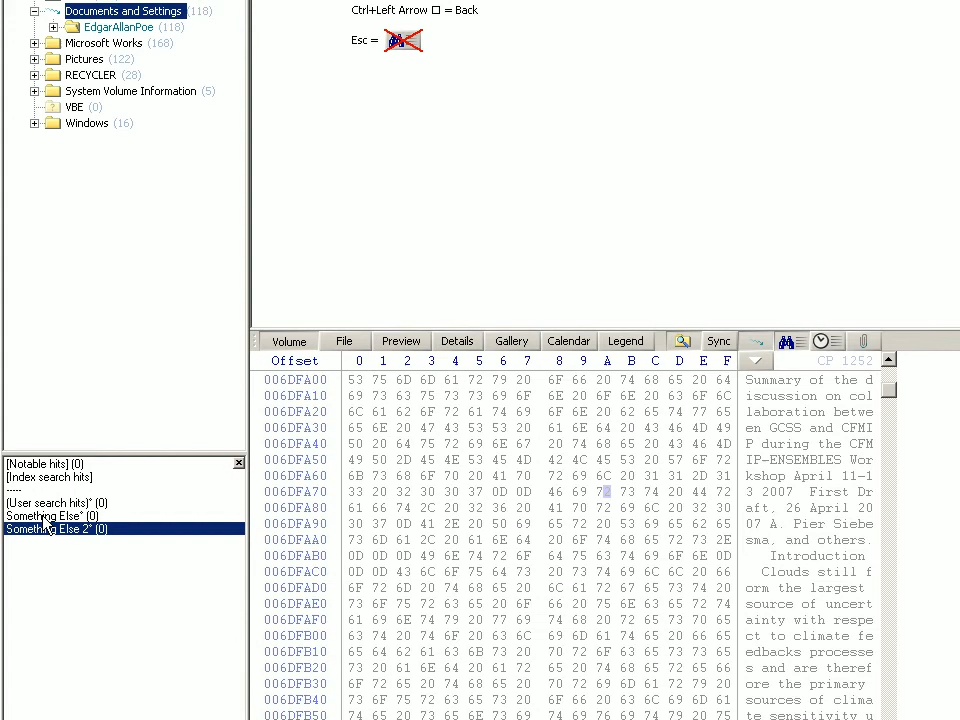 Documents and Settings (118)
EdgarAllanPoe (118)
Microsoft Works (168)
Pictures (122)
RECYCLER (28)
System Volume Information (5)
VBE (0)
Windows (16)
Ctrl+Left Arrow □ = Back
Esc =
[Notable hits] (0)
[Index search hits]
-----
(User search hits)* (0)
Something Else* (0)
Something Else 2* (0)
Volume File Preview Details Gallery Calendar Legend Sync
Offset 0 1 2 3 4 5 6 7 8 9 A B C D E F CP 1252
006DFA00 53 75 6D 6D 61 72 79 20 6F 66 20 74 68 65 20 64 Summary of the d
006DFA10 69 73 63 75 73 73 69 6F 6E 20 6F 6E 20 63 6F 6C iscussion on col
006DFA20 6C 61 62 6F 72 61 74 69 6F 6E 20 62 65 74 77 65 laboration betwe
006DFA30 65 6E 20 47 43 53 53 20 61 6E 64 20 43 46 4D 49 en GCSS and CFMI
006DFA40 50 20 64 75 72 69 6E 67 20 74 68 65 20 43 46 4D P during the CFM
006DFA50 49 50 2D 45 4E 53 45 4D 42 4C 45 53 20 57 6F 72 IP-ENSEMBLES Wor
006DFA60 6B 73 68 6F 70 20 41 70 72 69 6C 20 31 31 2D 31 kshop April 11-1
006DFA70 33 20 32 30 30 37 0D 0D 46 69 72 73 74 20 44 72 3 2007 First Dr
006DFA80 61 66 74 2C 20 32 36 20 41 70 72 69 6C 20 32 30 aft, 26 April 20
006DFA90 30 37 0D 41 2E 20 50 69 65 72 20 53 69 65 62 65 07 A. Pier Siebe
006DFAA0 73 6D 61 2C 20 61 6E 64 20 6F 74 68 65 72 73 2E sma, and others.
006DFAB0 0D 0D 0D 49 6E 74 72 6F 64 75 63 74 69 6F 6E 0D Introduction
006DFAC0 0D 0D 43 6C 6F 75 64 73 20 73 74 69 6C 6C 20 66 Clouds still f
006DFAD0 6F 72 6D 20 74 68 65 20 6C 61 72 67 65 73 74 20 orm the largest
006DFAE0 73 6F 75 72 63 65 20 6F 66 20 75 6E 63 65 72 74 source of uncert
006DFAF0 61 69 6E 74 79 20 77 69 74 68 20 72 65 73 70 65 ainty with respe
006DFB00 63 74 20 74 6F 20 63 6C 69 6D 61 74 65 20 66 65 ct to climate fe
006DFB10 65 64 62 61 63 6B 73 20 70 72 6F 63 65 73 73 65 edbacks processe
006DFB20 73 20 61 6E 64 20 61 72 65 20 74 68 65 72 65 66 s and are theref
006DFB30 6F 72 65 20 74 68 65 20 70 72 69 6D 61 72 79 20 ore the primary
006DFB40 73 6F 75 72 63 65 73 20 6F 66 20 63 6C 69 6D 61 sources of clima
006DFB50 74 65 20 73 65 6E 73 69 74 69 76 69 74 79 20 75 te sensitivity u